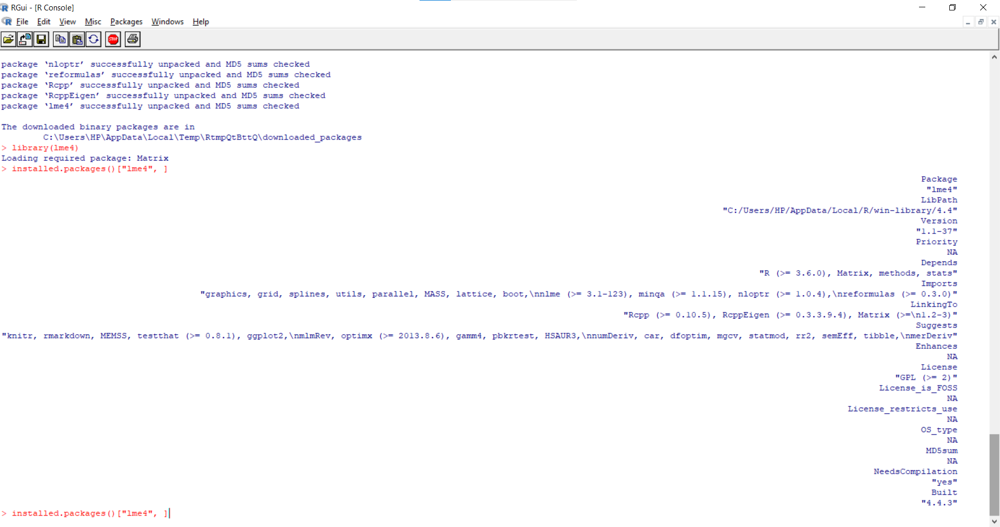 RGui - [R Console]
File Edit View Misc Packages Windows Help
STOP
package ‘nloptr’ successfully unpacked and MD5 sums checked
package ‘reformulas’ successfully unpacked and MD5 sums checked
package ‘Rcpp’ successfully unpacked and MD5 sums checked
package ‘RcppEigen’ successfully unpacked and MD5 sums checked
package ‘lme4’ successfully unpacked and MD5 sums checked
The downloaded binary packages are in
C:\Users\HP\AppData\Local\Temp\RtmpQtBttQ\downloaded_packages
> library(lme4)
Loading required package: Matrix
> installed.packages()["lme4", ]
Package
"lme4"
LibPath
"C:/Users/HP/AppData/Local/R/win-library/4.4"
Version
"1.1-37"
Priority
NA
Depends
"R (>= 3.6.0), Matrix, methods, stats"
Imports
"graphics, grid, splines, utils, parallel, MASS, lattice, boot,\nnlme (>= 3.1-123), minqa (>= 1.1.15), nloptr (>= 1.0.4),\nreformulas (>= 0.3.0)"
LinkingTo
"Rcpp (>= 0.10.5), RcppEigen (>= 0.3.3.9.4), Matrix (>=\n1.2-3)"
Suggests
"knitr, rmarkdown, MEMSS, testthat (>= 0.8.1), ggplot2,\nmlmRev, optimx (>= 2013.8.6), gamm4, pbkrtest, HSAUR3,\nnumDeriv, car, dfoptim, mgcv, statmod, rr2, semEff, tibble,\nmerDeriv"
Enhances
NA
License
"GPL (>= 2)"
License_is_FOSS
NA
License_restricts_use
NA
OS_type
NA
MD5sum
NA
NeedsCompilation
"yes"
Built
"4.4.3"
> installed.packages()["lme4", ]